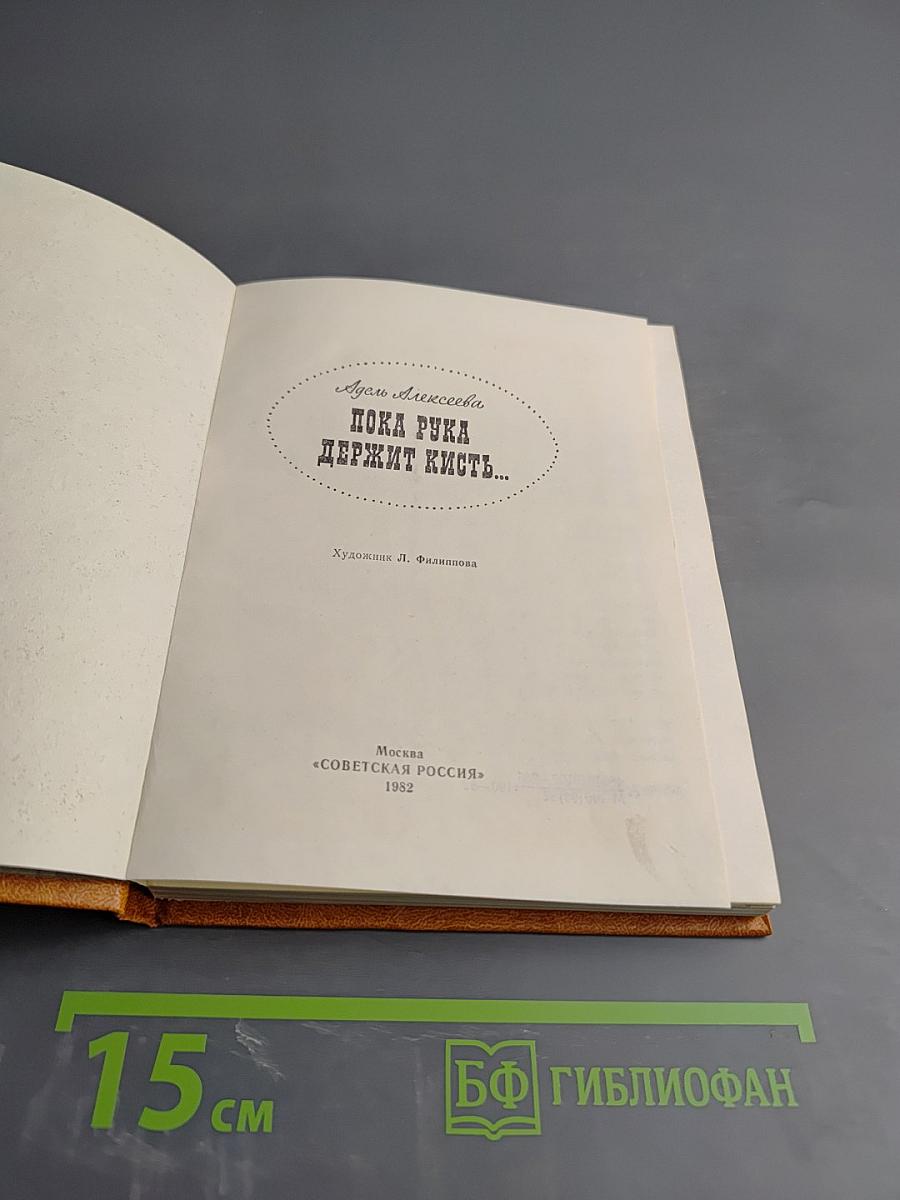 Адель Алексеева
ПОКА РУКА
ДЕРЖИТ КИСТЬ...
Художник Л. Филиппова
Москва
«СОВЕТСКАЯ РОССИЯ»
1982
15 СМ
БФ ГИБЛИОФАН